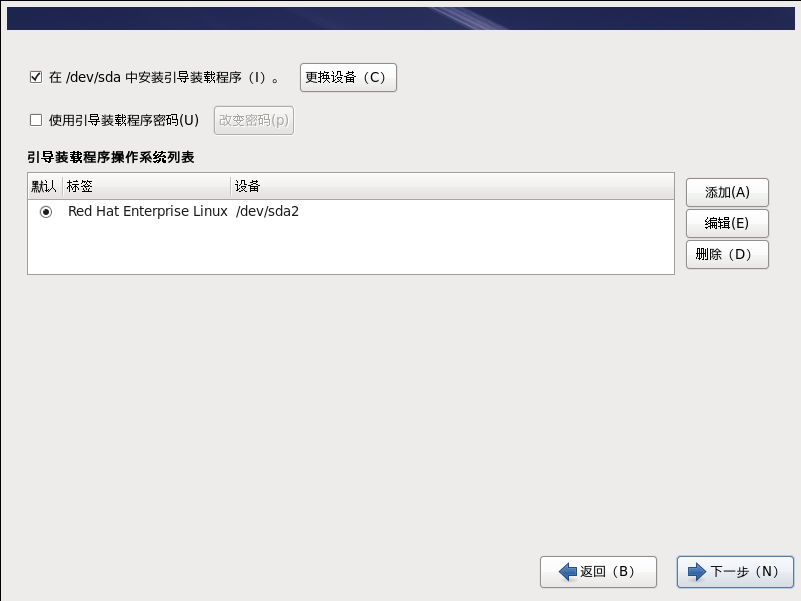 在 /dev/sda 中安装引导装载程序（I）。 更换设备（C）
使用引导装载程序密码(U) 改变密码(p)
引导装载程序操作系统列表
默认 标签 设备
Red Hat Enterprise Linux /dev/sda2
添加(A)
编辑(E)
删除（D）
返回（B） 下一步（N）